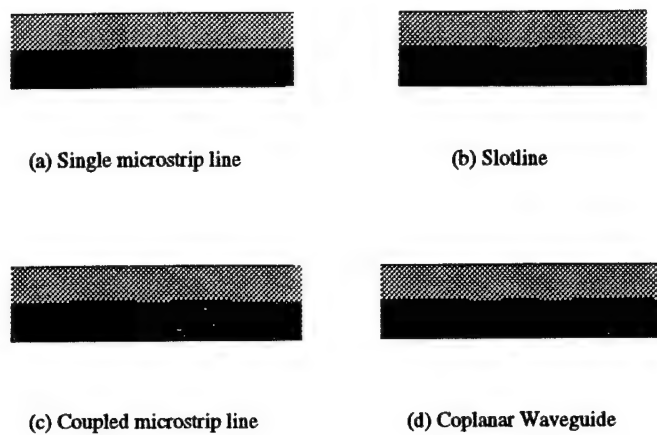 (a) Single microstrip line
(b) Slotline
(c) Coupled microstrip line
(d) Coplanar Waveguide